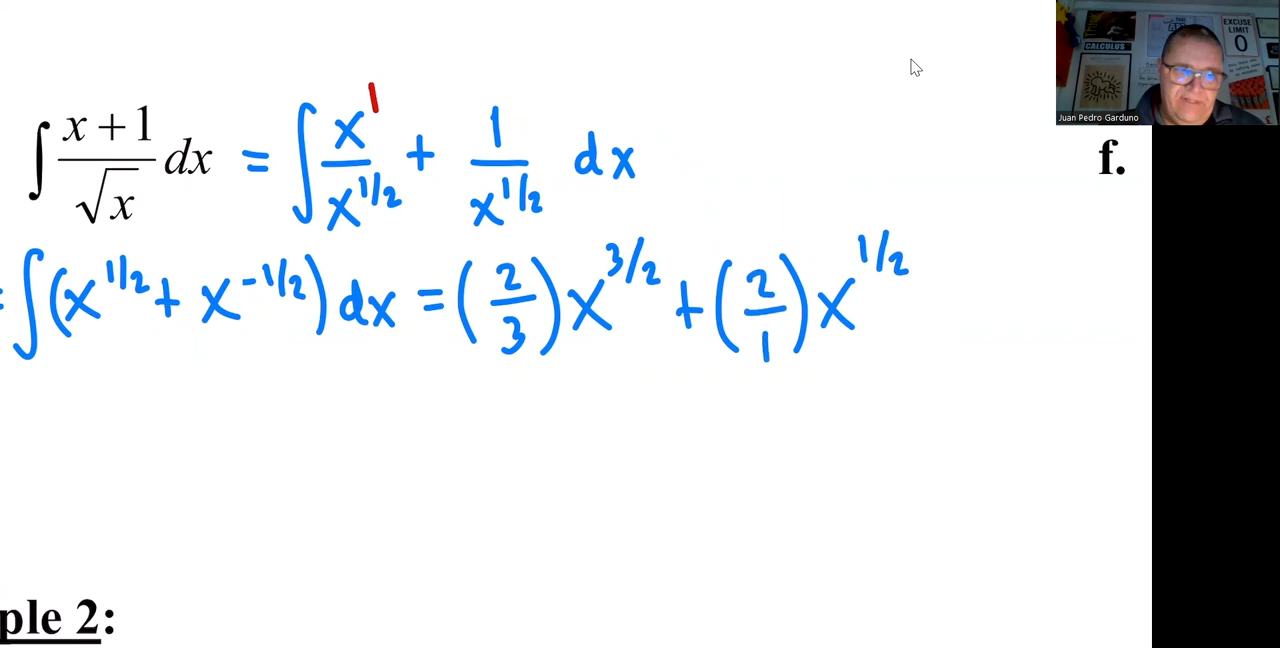 CALCULUS
EXCUSE
LIMIT
0
Juan Pedro Garduno
∫ (x + 1)/√x dx = ∫ x^1/x^(1/2) + 1/x^(1/2) dx
f.
= ∫ (x^(1/2) + x^(-1/2)) dx = (2/3) x^(3/2) + (2/1) x^(1/2)
ple 2: